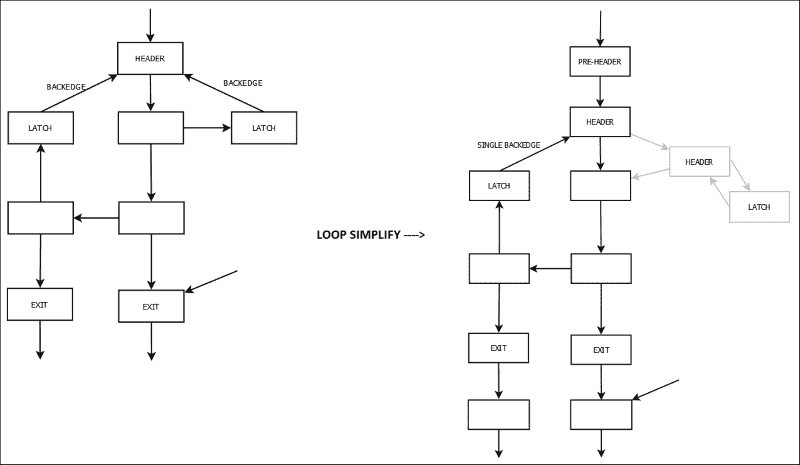 HEADER
BACKEDGE
BACKEDGE
LATCH
LATCH
EXIT
EXIT
LOOP SIMPLIFY ---->
PRE-HEADER
HEADER
SINGLE BACKEDGE
HEADER
LATCH
LATCH
EXIT
EXIT